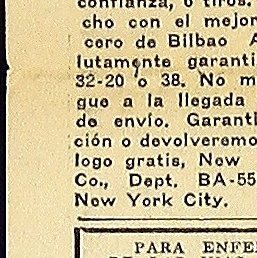 confianza, 6 tiros.
cho con el mejor
cero de Bilbao A
lutamente garanti
32-20 o 38. No m
gue a la llegada
de envío. Garanti
ción o devolveremo
logo gratis, New
Co., Dept. BA-55
New York City.
PARA ENFE